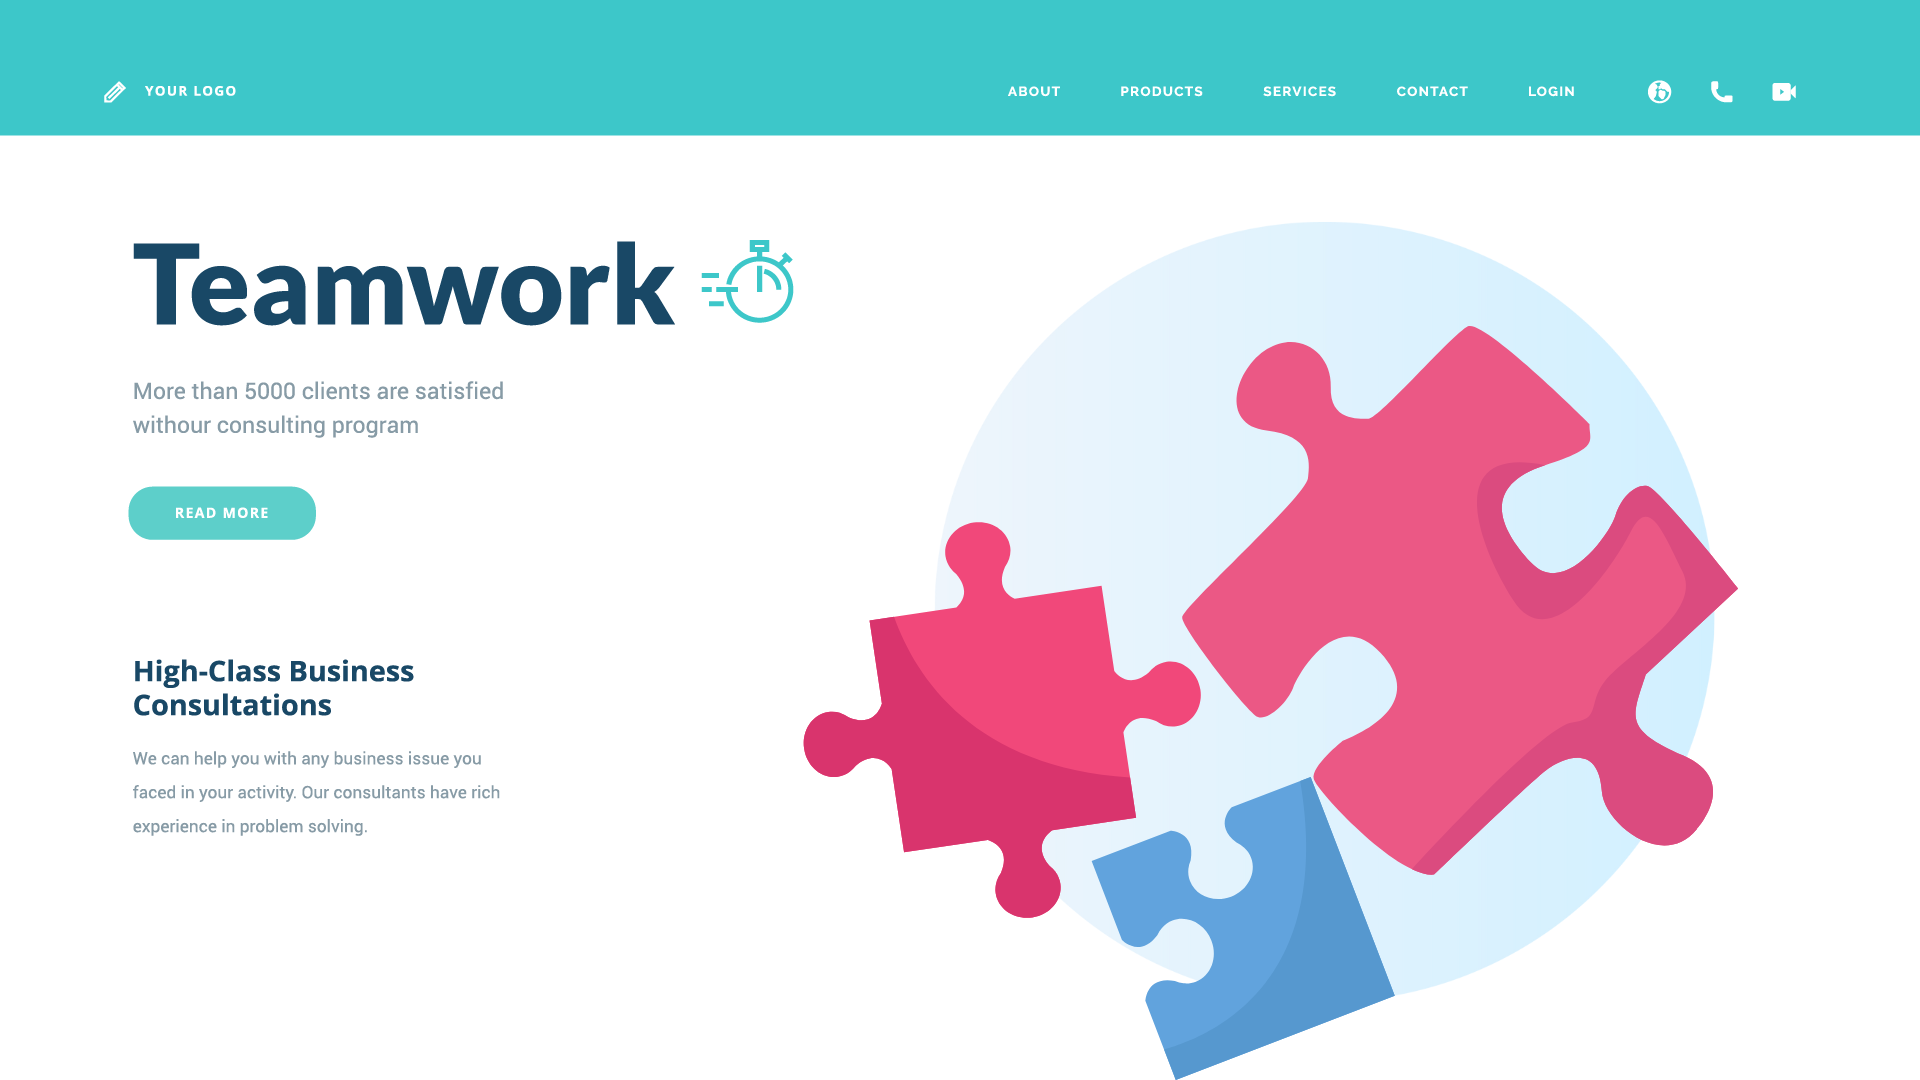 YOUR LOGO
ABOUT PRODUCTS SERVICES CONTACT LOGIN
Teamwork
More than 5000 clients are satisfied
withour consulting program
READ MORE
High-Class Business
Consultations
We can help you with any business issue you
faced in your activity. Our consultants have rich
experience in problem solving.